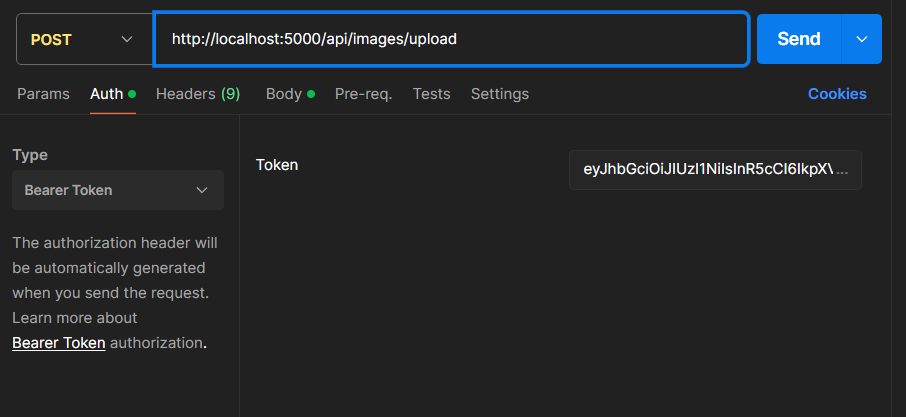 POST
http://localhost:5000/api/images/upload
Send
Params Auth Headers (9) Body Pre-req. Tests Settings Cookies
Type
Bearer Token
The authorization header will
be automatically generated
when you send the request.
Learn more about
Bearer Token authorization.
Token
eyJhbGciOiJIUzI1NiIsInR5cCI6IkpXV...